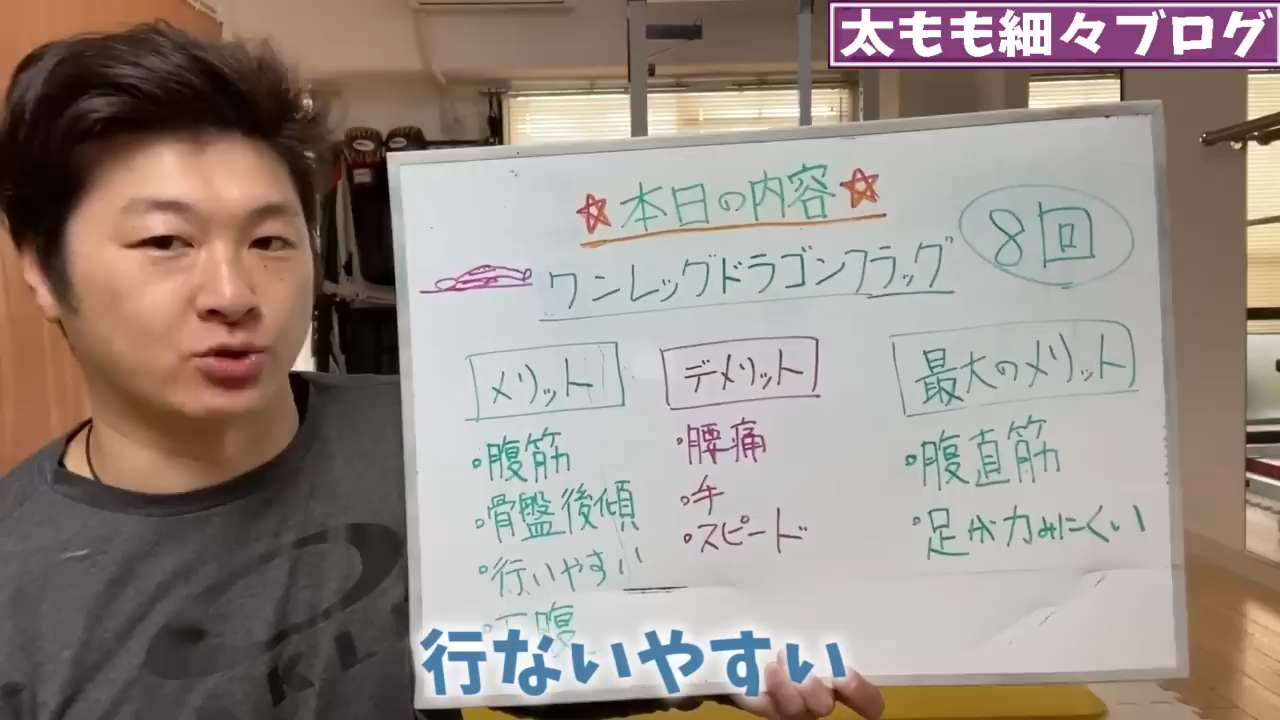 太もも細々ブログ
☆本日の内容☆
8回
ワンレッグドラゴンフラッグ
メリット
・腹筋
・骨盤後傾
・行いやすい
・下腹
デメリット
・腰痛
・手
・スピード
最大のメリット
・腹直筋
・足が力みにくい
行ないやすい
KL